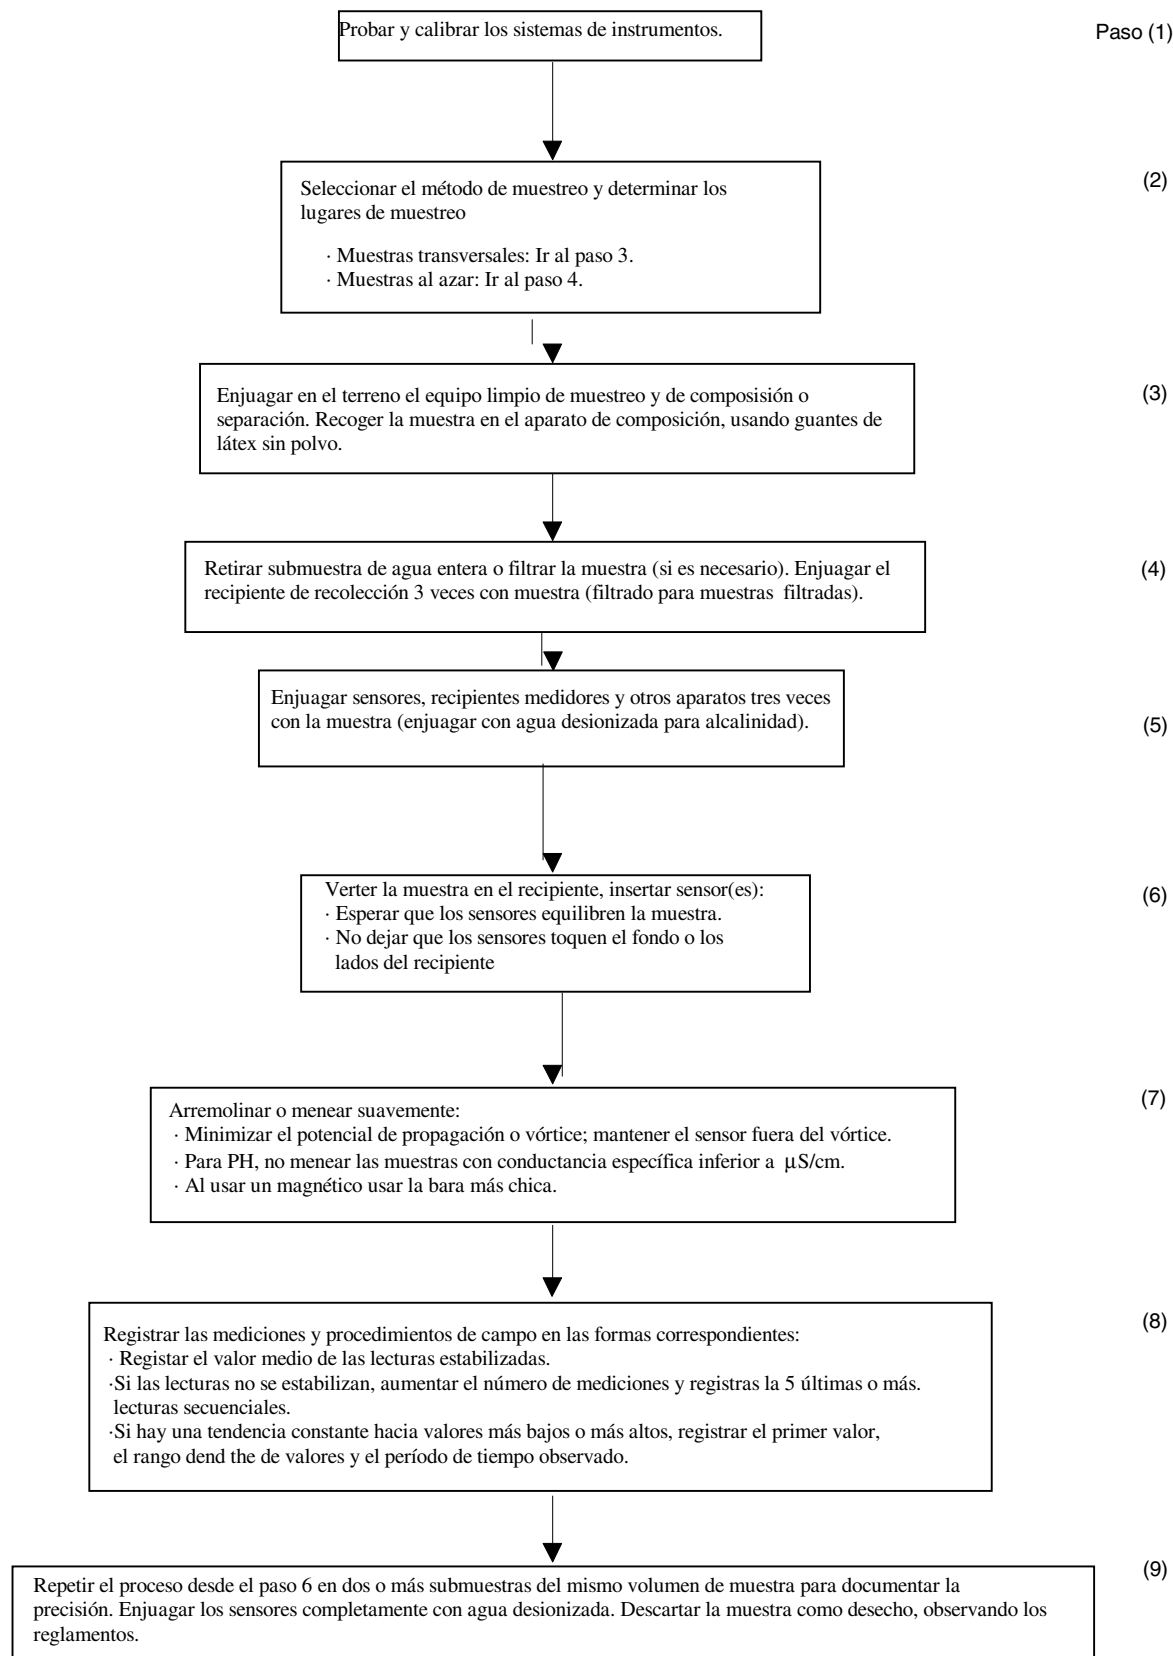 Probar y calibrar los sistemas de instrumentos.
Paso (1)
Seleccionar el método de muestreo y determinar los
lugares de muestreo
· Muestras transversales: Ir al paso 3.
· Muestras al azar: Ir al paso 4.
(2)
Enjuagar en el terreno el equipo limpio de muestreo y de composisión o
separación. Recoger la muestra en el aparato de composición, usando guantes de
látex sin polvo.
(3)
Retirar submuestra de agua entera o filtrar la muestra (si es necesario). Enjuagar el
recipiente de recolección 3 veces con muestra (filtrado para muestras filtradas).
(4)
Enjuagar sensores, recipientes medidores y otros aparatos tres veces
con la muestra (enjuagar con agua desionizada para alcalinidad).
(5)
Verter la muestra en el recipiente, insertar sensor(es):
· Esperar que los sensores equilibren la muestra.
· No dejar que los sensores toquen el fondo o los
lados del recipiente
(6)
Arremolinar o menear suavemente:
· Minimizar el potencial de propagación o vórtice; mantener el sensor fuera del vórtice.
· Para PH, no menear las muestras con conductancia específica inferior a μS/cm.
· Al usar un magnético usar la bara más chica.
(7)
Registrar las mediciones y procedimientos de campo en las formas correspondientes:
· Registar el valor medio de las lecturas estabilizadas.
·Si las lecturas no se estabilizan, aumentar el número de mediciones y registras la 5 últimas o más.
lecturas secuenciales.
·Si hay una tendencia constante hacia valores más bajos o más altos, registrar el primer valor,
el rango dend the de valores y el período de tiempo observado.
(8)
Repetir el proceso desde el paso 6 en dos o más submuestras del mismo volumen de muestra para documentar la
precisión. Enjuagar los sensores completamente con agua desionizada. Descartar la muestra como desecho, observando los
reglamentos.
(9)